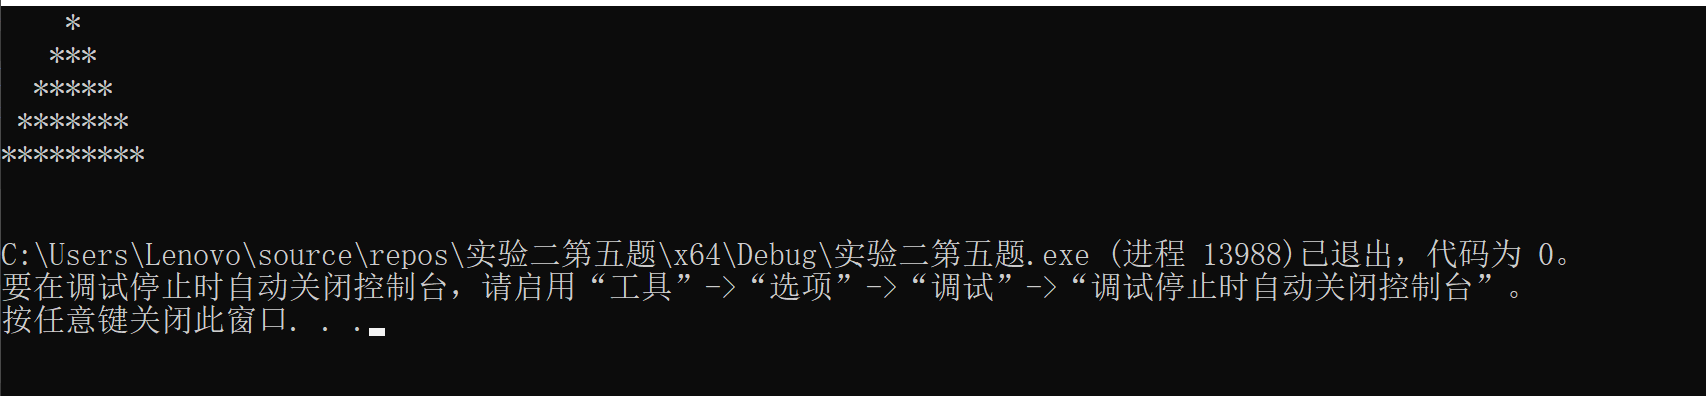 *
   ***
  *****
 *******
*********
C:\Users\Lenovo\source\repos\实验二第五题\x64\Debug\实验二第五题.exe (进程 13988)已退出，代码为 0。
要在调试停止时自动关闭控制台，请启用“工具”->“选项”->“调试”->“调试停止时自动关闭控制台”。
按任意键关闭此窗口. . .